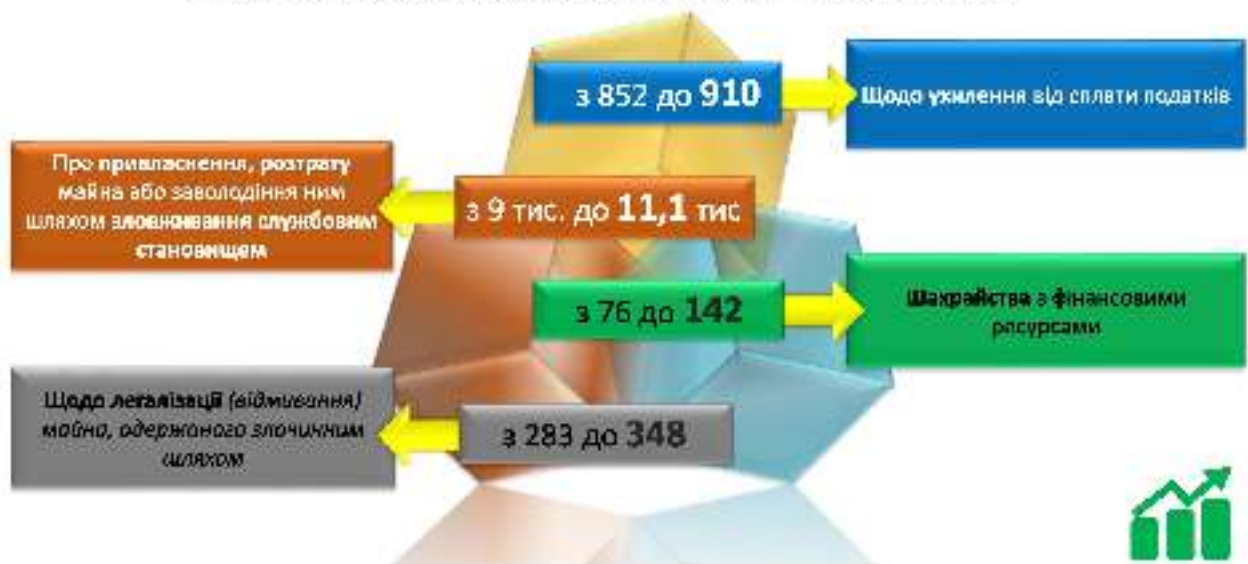 з 852 до 910
Щодо ухилення від сплати податків
Про привласнення, розтрату
майна або заволодіння ним
шляхом зловживання службовим
становищем
з 9 тис. до 11,1 тис
з 76 до 142
Шахрайства з фінансовими
ресурсами
Щодо легалізації (відмивання)
майна, одержаного злочинним
шляхом
з 283 до 348